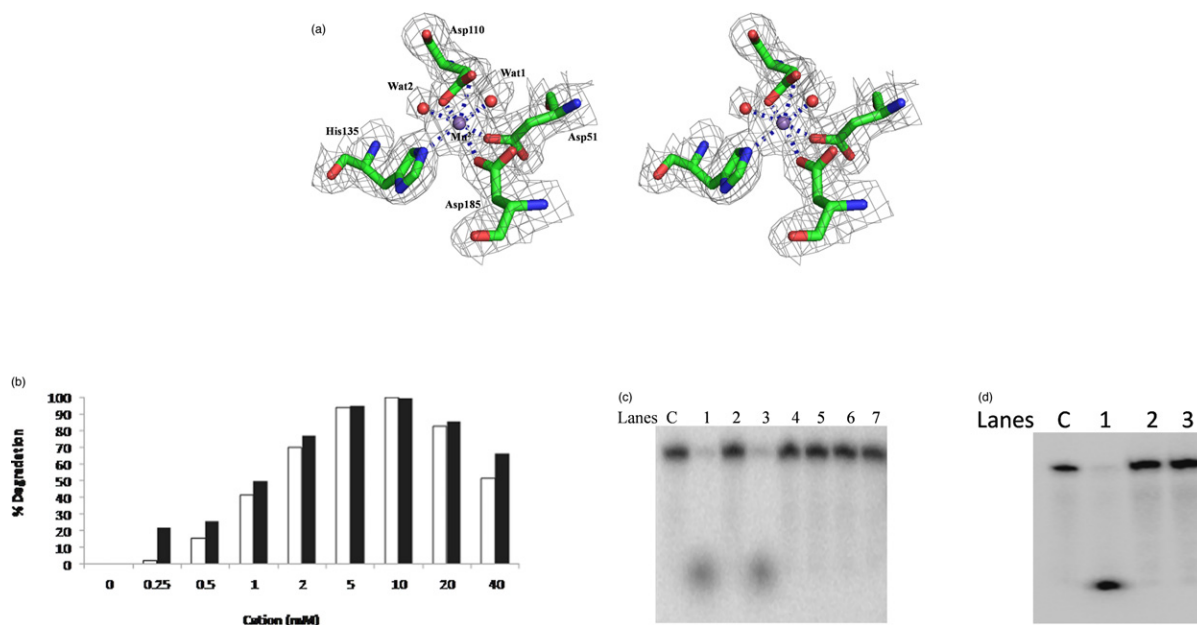 (a)
Asp110
Wat2
Wat1
His135
Mn²⁺
Asp51
Asp185
(b)
100
90
80
70
60
50
40
30
20
10
0
% Degradation
0 0.25 0.5 1 2 5 10 20 40
Cation (mM)
(c)
Lanes C 1 2 3 4 5 6 7
(d)
Lanes C 1 2 3